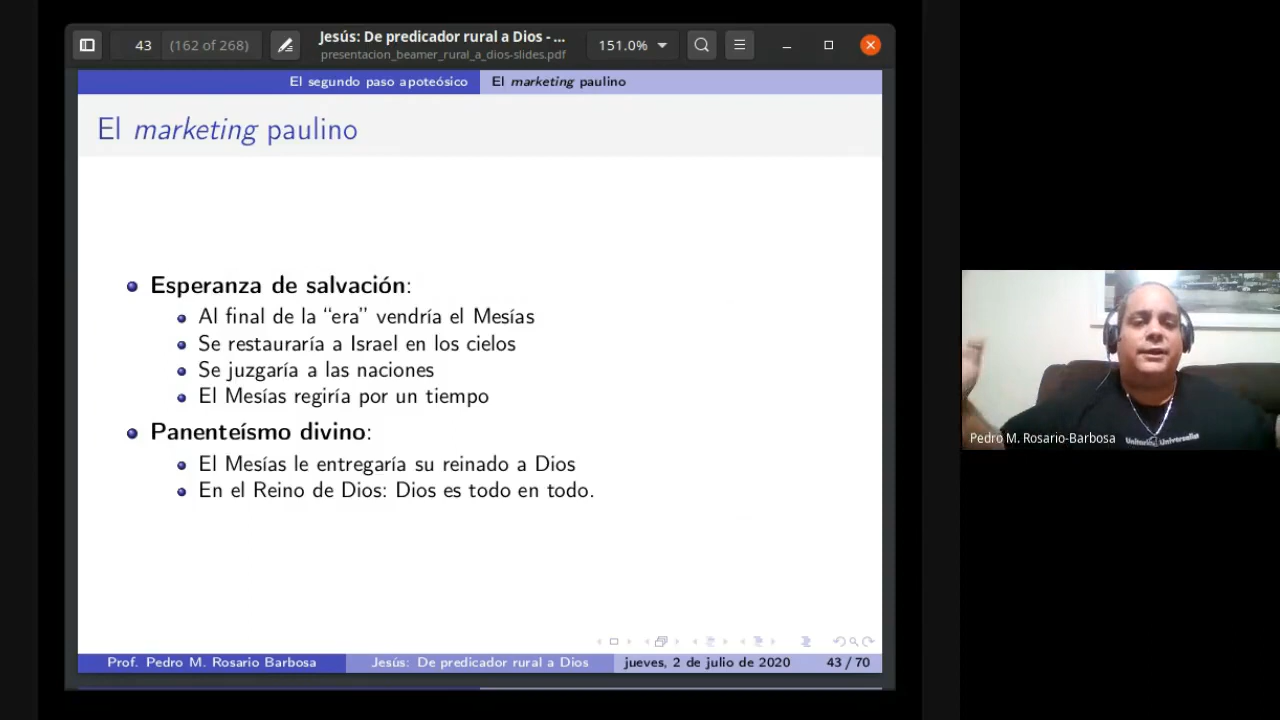 43 (162 of 268)
Jesús: De predicador rural a Dios - ...
presentacion_beamer_rural_a_dios-slides.pdf
151.0%
El segundo paso apoteósico
El marketing paulino
El marketing paulino
Esperanza de salvación:
Al final de la “era” vendría el Mesías
Se restauraría a Israel en los cielos
Se juzgaría a las naciones
El Mesías regiría por un tiempo
Panenteísmo divino:
El Mesías le entregaría su reinado a Dios
En el Reino de Dios: Dios es todo en todo.
Prof. Pedro M. Rosario Barbosa
Jesús: De predicador rural a Dios
jueves, 2 de julio de 2020
43 / 70
Unitarian Universalist
Pedro M. Rosario-Barbosa